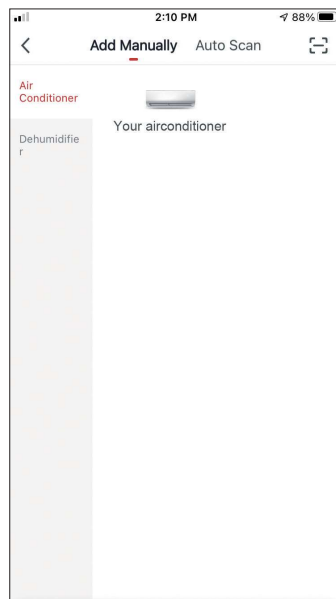 2:10 PM
88%
Add Manually Auto Scan
Air
Conditioner
Your airconditioner
Dehumidifie
r